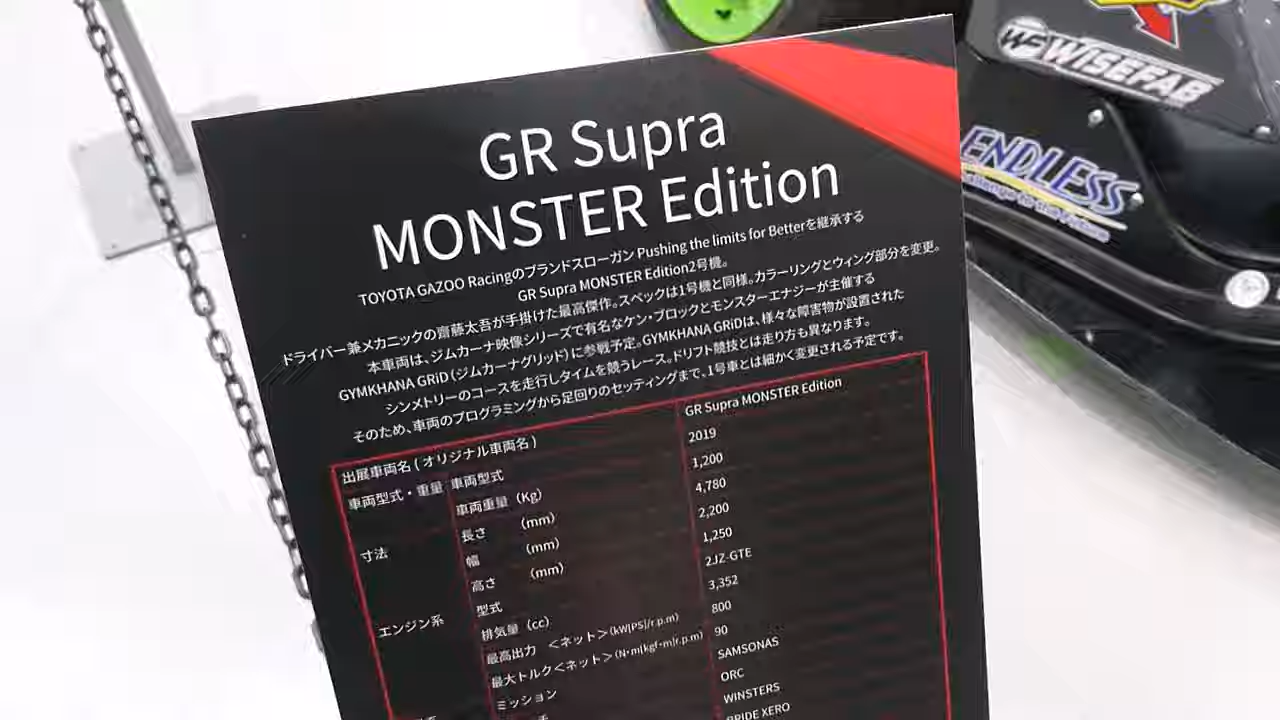 GR Supra
MONSTER Edition
TOYOTA GAZOO Racingのブランドスローガン Pushing the limits for Betterを継承する
GR Supra MONSTER Edition2号機。
ドライバー兼メカニックの齋藤太吾が手掛けた最高傑作。スペックは1号機と同様。カラーリングとウィング部分を変更。
本車両は、ジムカーナ映像シリーズで有名なケン・ブロックとモンスターエナジーが主催する
GYMKHANA GRiD(ジムカーナグリッド)に参戦予定。GYMKHANA GRiDは、様々な障害物が設置された
シンメトリーのコースを走行しタイムを競うレース。ドリフト競技とは走り方も異なります。
そのため、車両のプログラミングから足回りのセッティングまで、1号車とは細かく変更される予定です。
出展車両名 ( オリジナル車両名 ) GR Supra MONSTER Edition
車両型式・重量 車両型式 2019
車両重量 (Kg) 1,200
寸法 長さ (mm) 4,780
幅 (mm) 2,200
高さ (mm) 1,250
エンジン系 型式 2JZ-GTE
排気量 (cc) 3,352
最高出力 <ネット>(kW[PS]/r.p.m) 800
最大トルク<ネット>(N・m[kgf・m]r.p.m) 90
ミッション SAMSONAS
ORC
WINSTERS
BRIDE XERO
WISEFAB
ENDLESS